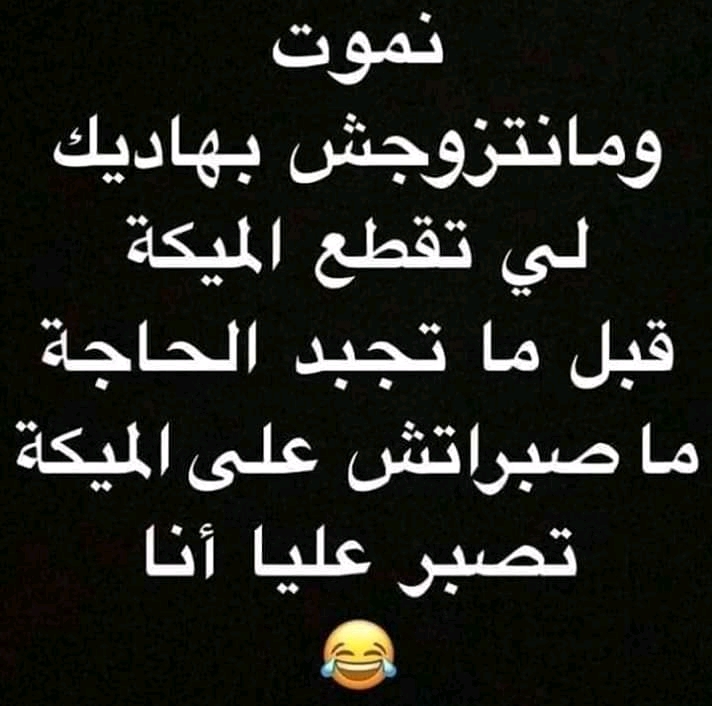 نموت
ومانتزوجش بهاديك
لي تقطع الميكة
قبل ما تجبد الحاجة
ما صبراتش على الميكة
تصبر عليا أنا
😂